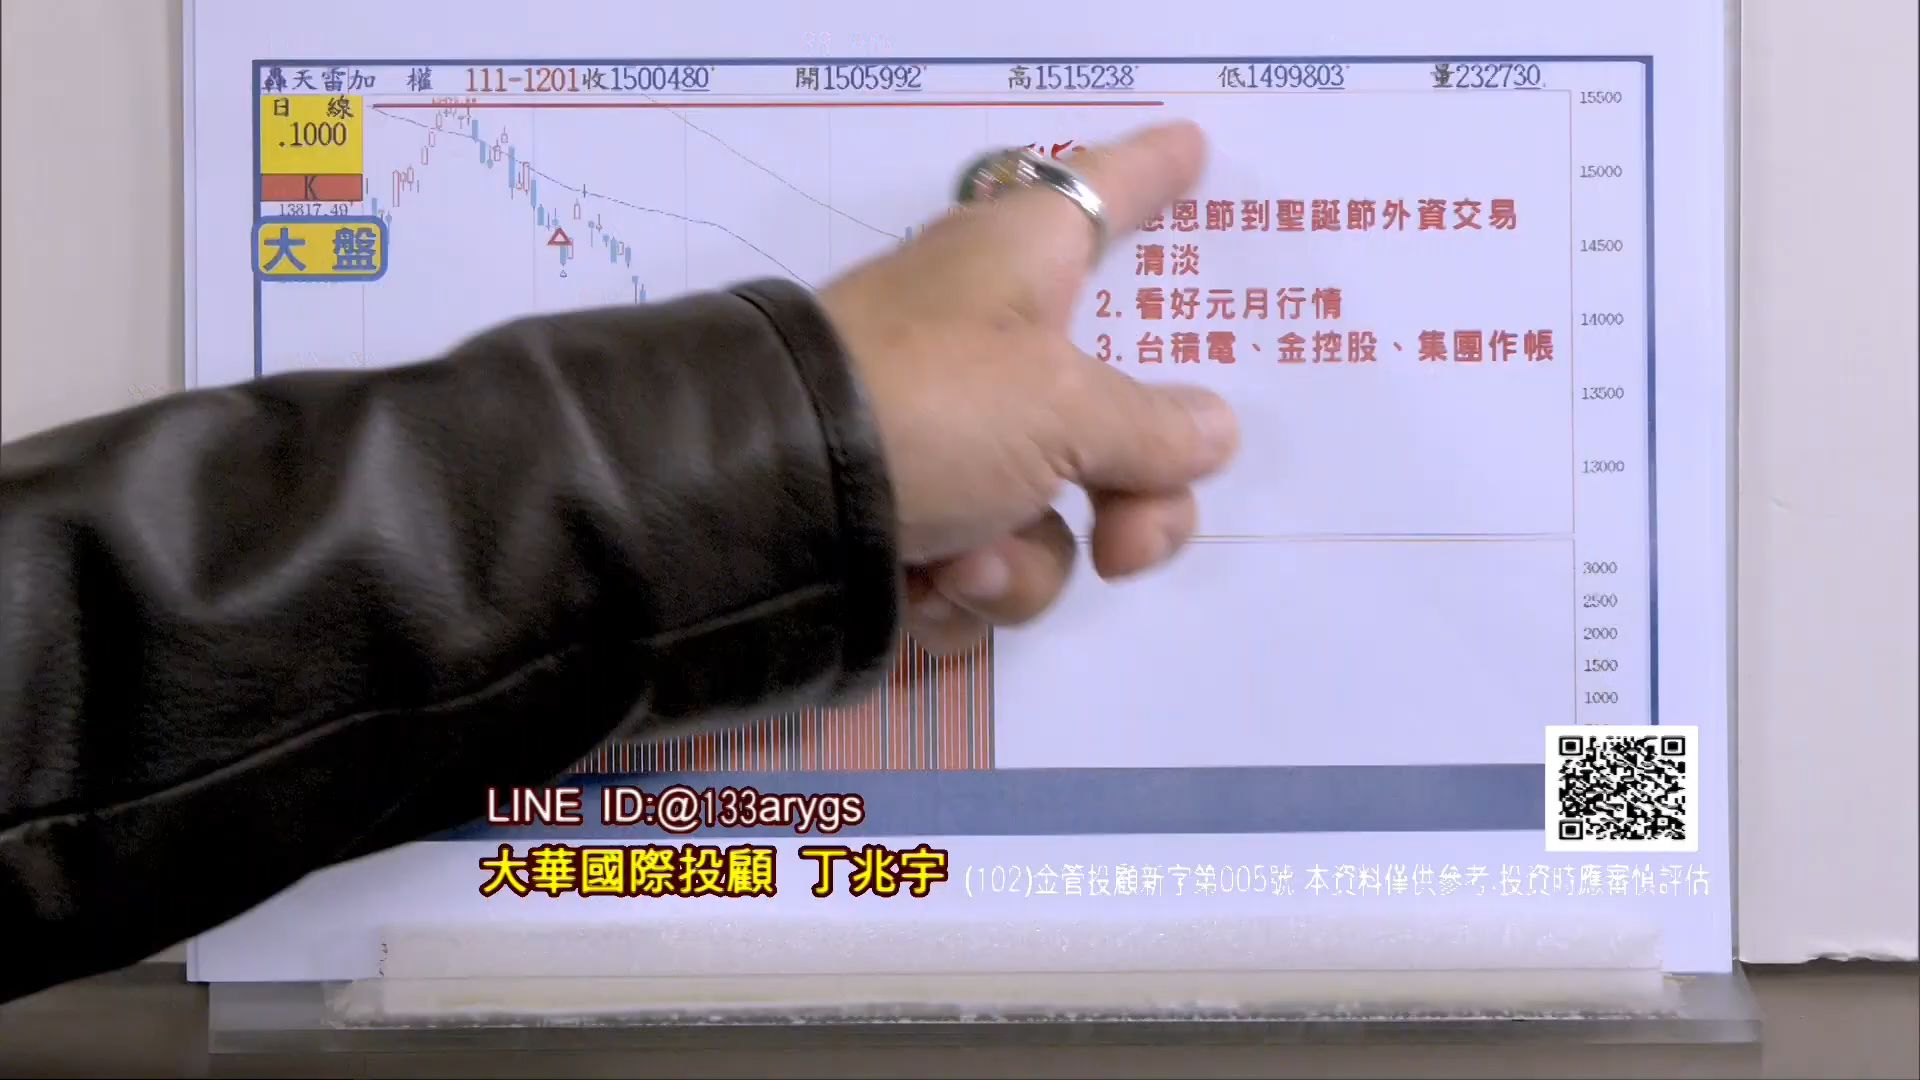 轟天雷加 權 111-1201收1500480 開1505992 高1515238 低1499803 量232730
日 線
.1000
K
13817.49
大 盤
恩節到聖誕節外資交易
清淡
2. 看好元月行情
3. 台積電、金控股、集團作帳
15500
15000
14500
14000
13500
13000
3000
2500
2000
1500
1000
LINE ID:@133arygs
大華國際投顧 丁兆宇
(102)金管投顧新字第005號 本資料僅供參考,投資時應審慎評估